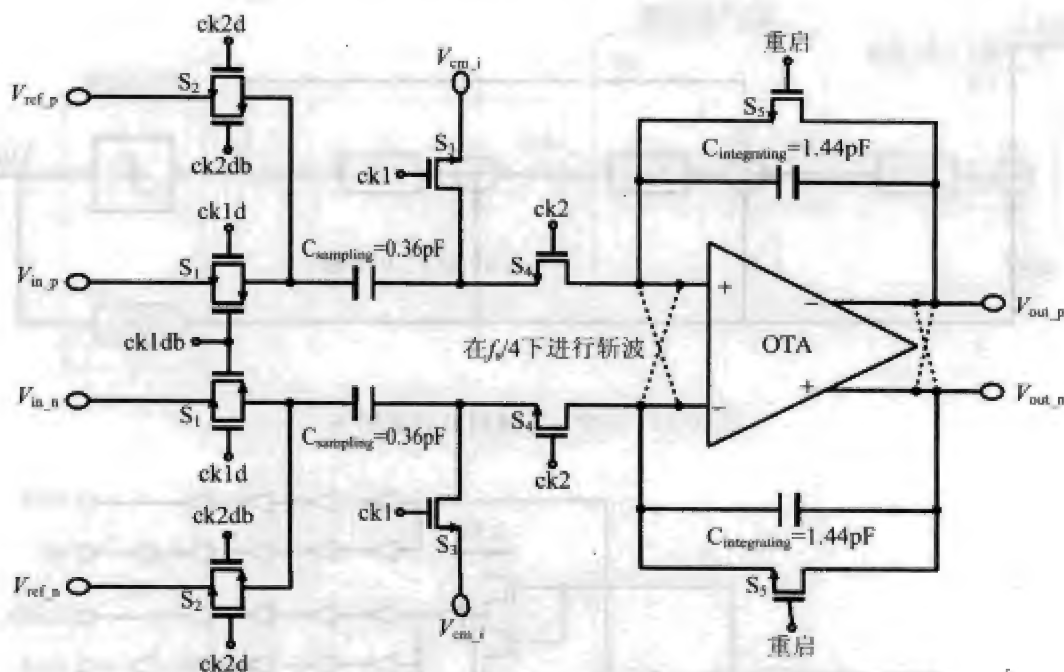 ck2d
V_ref_p
S₂
ck2db
ck1d
V_in_p
S₁
ck1db
V_in_n
S₁
ck1d
ck2db
V_ref_n
S₂
ck2d
V_cm_i
S₃
ck1
C_sampling=0.36pF
C_sampling=0.36pF
ck1
S₃
V_cm_i
ck2
S₄
在fₛ/4下进行斩波
S₄
ck2
重启
S₅
C_integrating=1.44pF
+
−
OTA
−
+
V_out_p
V_out_n
C_integrating=1.44pF
S₅
重启